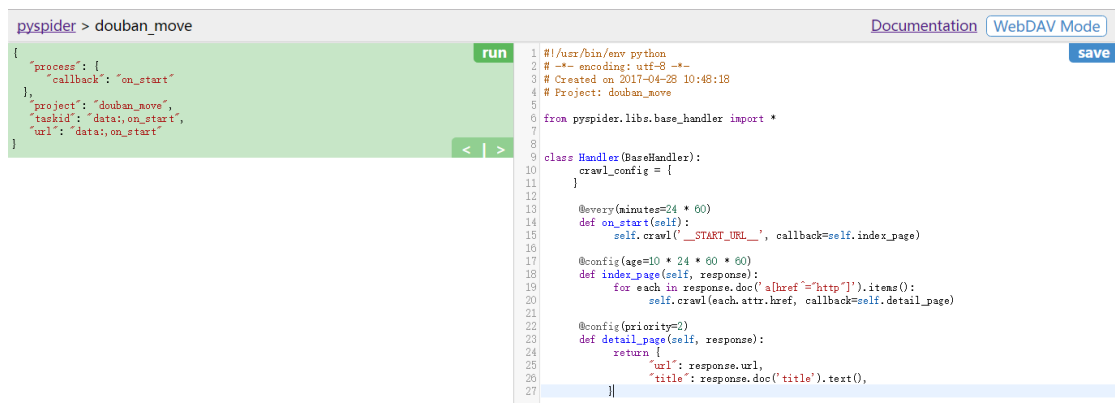 pyspider > douban_move
Documentation
WebDAV Mode
{
  "process": {
    "callback": "on_start"
  },
  "project": "douban_move",
  "taskid": "data:,on_start",
  "url": "data:,on_start"
}
run
< | >
save
1 #!/usr/bin/env python
2 # -*- encoding: utf-8 -*-
3 # Created on 2017-04-28 10:48:18
4 # Project: douban_move
5
6 from pyspider.libs.base_handler import *
7
8
9 class Handler(BaseHandler):
10     crawl_config = {
11     }
12
13     @every(minutes=24 * 60)
14     def on_start(self):
15         self.crawl('__START_URL__', callback=self.index_page)
16
17     @config(age=10 * 24 * 60 * 60)
18     def index_page(self, response):
19         for each in response.doc('a[href^="http"]').items():
20             self.crawl(each.attr.href, callback=self.detail_page)
21
22     @config(priority=2)
23     def detail_page(self, response):
24         return {
25             "url": response.url,
26             "title": response.doc('title').text(),
27         }